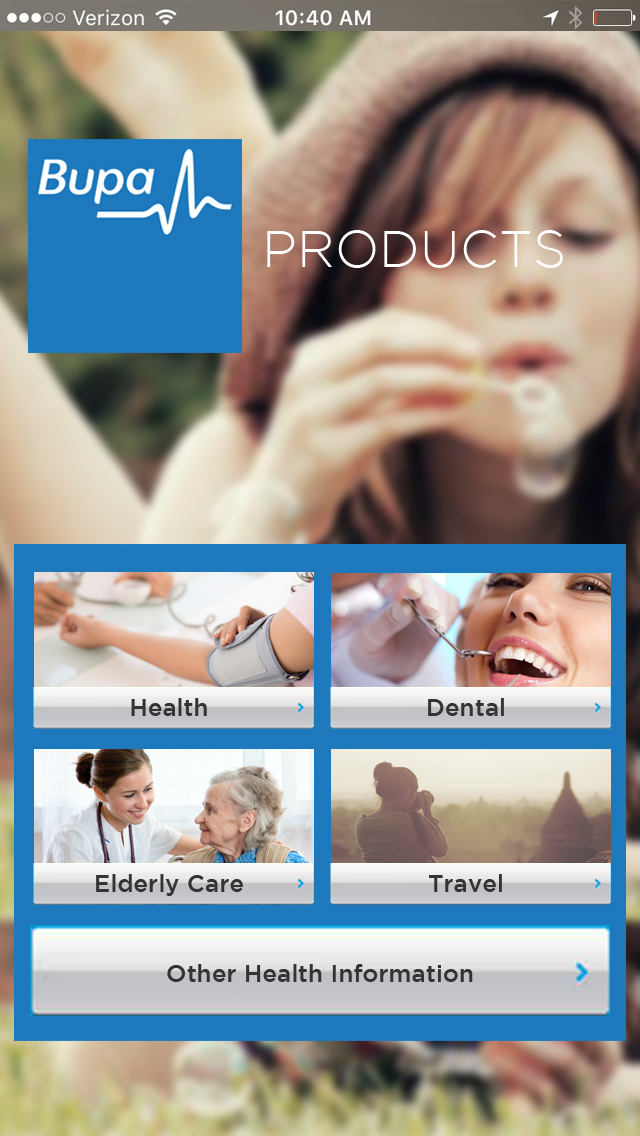 Verizon 10:40 AM
Bupa
PRODUCTS
Health
Dental
Elderly Care
Travel
Other Health Information